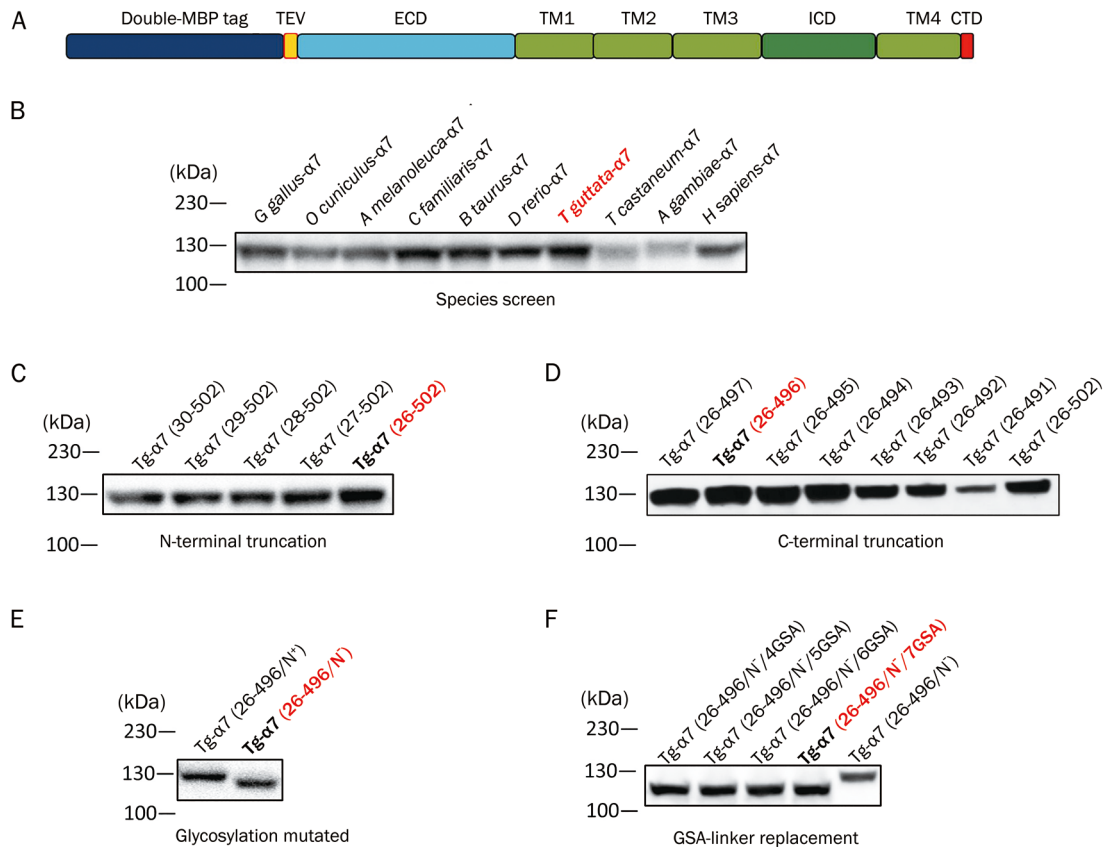 A
Double-MBP tag TEV ECD TM1 TM2 TM3 ICD TM4 CTD
B
(kDa)
230
130
100
G gallus-α7
O cuniculus-α7
A melanoleuca-α7
C familiaris-α7
B taurus-α7
D rerio-α7
T guttata-α7
T castaneum-α7
A gambiae-α7
H sapiens-α7
Species screen
C
(kDa)
230
130
100
Tg-α7 (30-502)
Tg-α7 (29-502)
Tg-α7 (28-502)
Tg-α7 (27-502)
Tg-α7 (26-502)
N-terminal truncation
D
(kDa)
230
130
100
Tg-α7 (26-497)
Tg-α7 (26-496)
Tg-α7 (26-495)
Tg-α7 (26-494)
Tg-α7 (26-493)
Tg-α7 (26-492)
Tg-α7 (26-491)
Tg-α7 (26-502)
C-terminal truncation
E
(kDa)
230
130
100
Tg-α7 (26-496/N⁺)
Tg-α7 (26-496/N⁻)
Glycosylation mutated
F
(kDa)
230
130
100
Tg-α7 (26-496/N⁻/4GSA)
Tg-α7 (26-496/N⁻/5GSA)
Tg-α7 (26-496/N⁻/6GSA)
Tg-α7 (26-496/N⁻/7GSA)
Tg-α7 (26-496/N⁻)
GSA-linker replacement